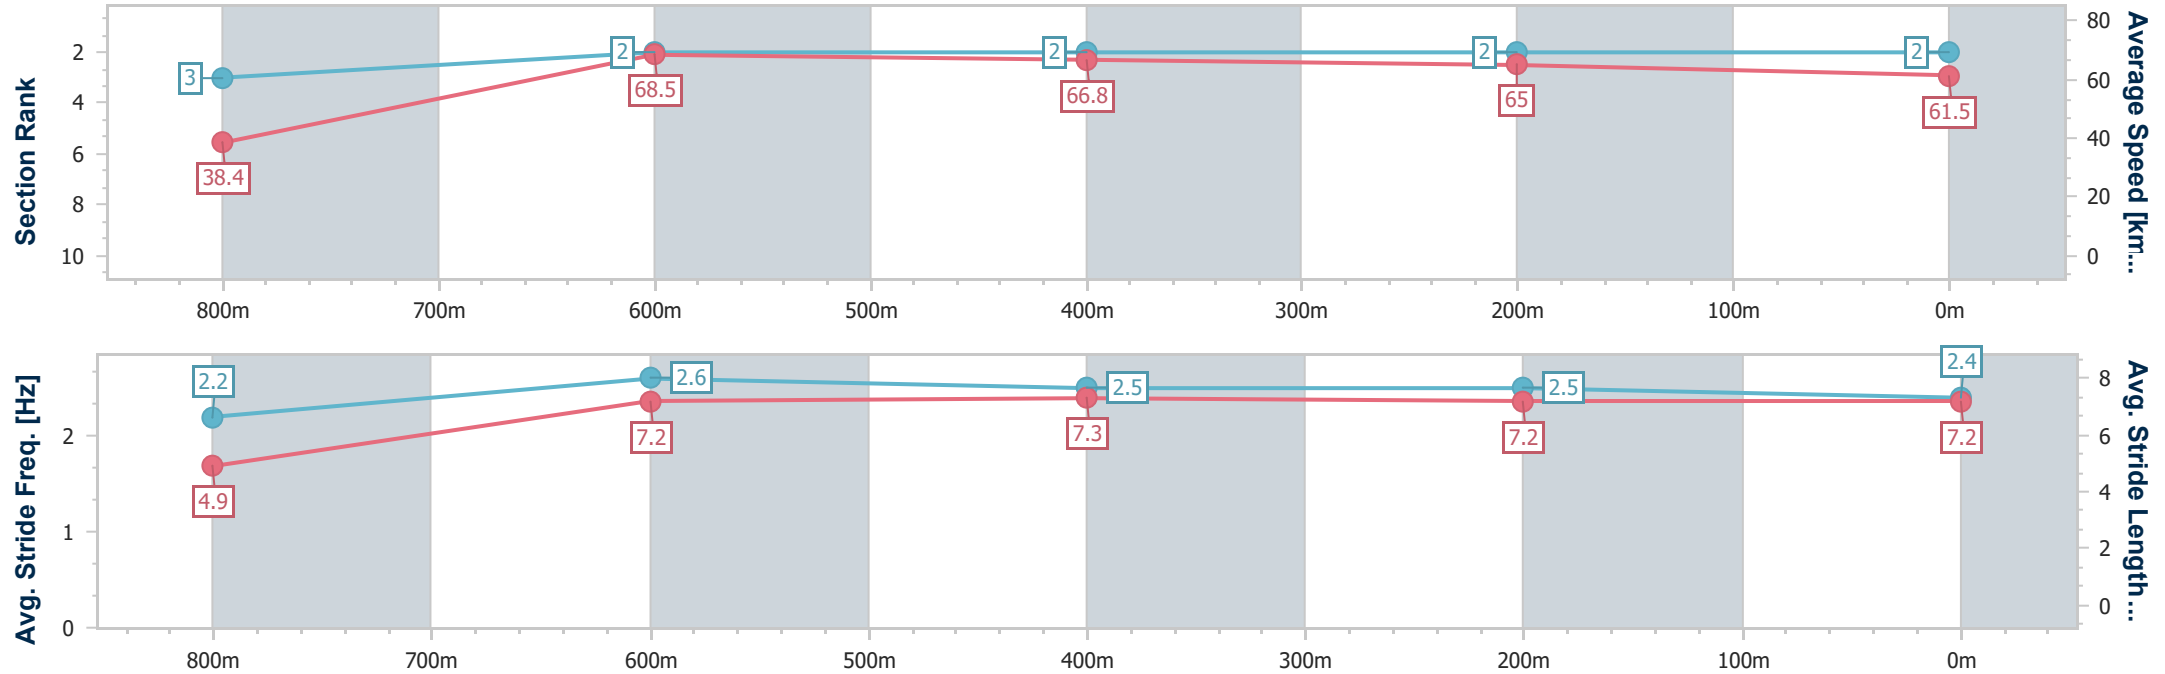 Section Rank
2
4
6
8
10
3
2
2
2
2
38.4
68.5
66.8
65
61.5
80
60
40
20
0
Average Speed [km...
800m
700m
600m
500m
400m
300m
200m
100m
0m
Avg. Stride Freq. [Hz]
2
1
0
2.2
2.6
2.5
2.5
2.4
4.9
7.2
7.3
7.2
7.2
8
6
4
2
0
Avg. Stride Length...
800m
700m
600m
500m
400m
300m
200m
100m
0m